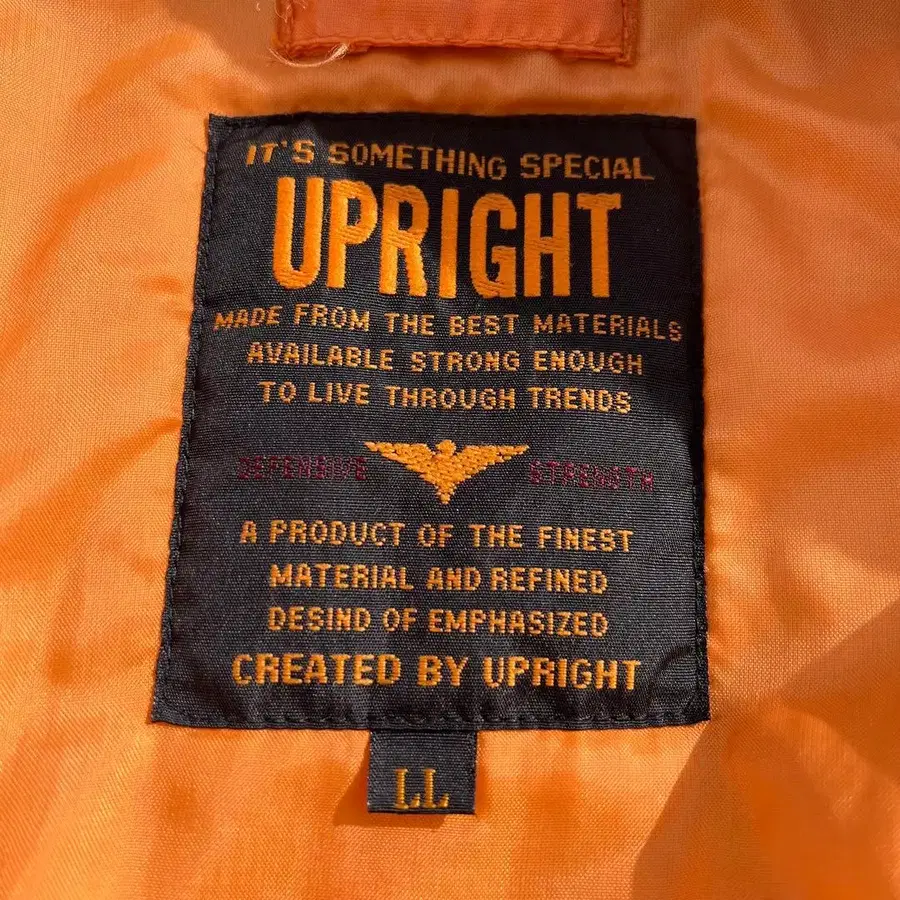 IT'S SOMETHING SPECIAL
UPRIGHT
MADE FROM THE BEST MATERIALS
AVAILABLE STRONG ENOUGH
TO LIVE THROUGH TRENDS
DEFENSIVE STRENGTH
A PRODUCT OF THE FINEST
MATERIAL AND REFINED
DESIND OF EMPHASIZED
CREATED BY UPRIGHT
LL